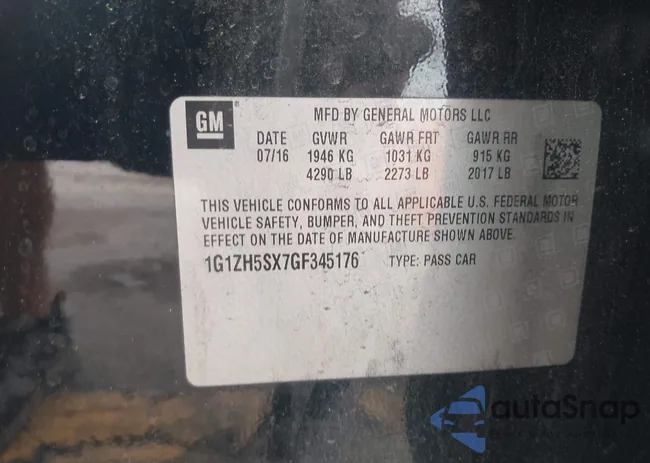 GM
MFD BY GENERAL MOTORS LLC
DATE GVWR GAWR FRT GAWR RR
07/16 1946 KG 1031 KG 915 KG
4290 LB 2273 LB 2017 LB
THIS VEHICLE CONFORMS TO ALL APPLICABLE U.S. FEDERAL MOTOR
VEHICLE SAFETY, BUMPER, AND THEFT PREVENTION STANDARDS IN
EFFECT ON THE DATE OF MANUFACTURE SHOWN ABOVE.
1G1ZH5SX7GF345176 TYPE: PASS CAR
autoSnap